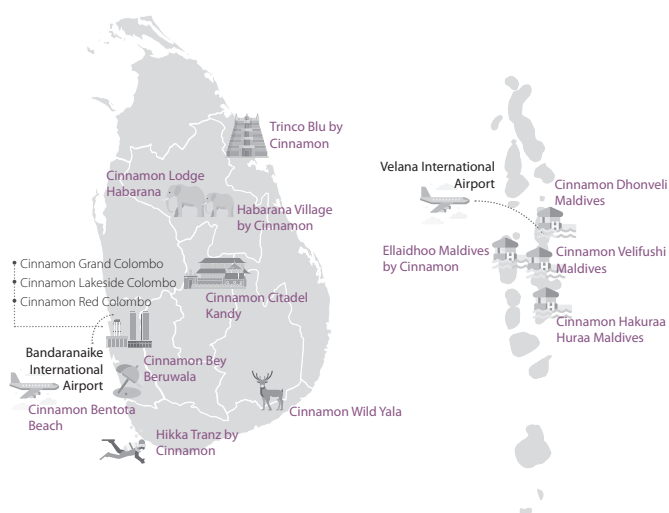 Trinco Blu by
Cinnamon
Cinnamon Lodge
Habarana
Habarana Village
by Cinnamon
Cinnamon Grand Colombo
Cinnamon Lakeside Colombo
Cinnamon Red Colombo
Cinnamon Citadel
Kandy
Bandaranaike
International
Airport
Cinnamon Bey
Beruwala
Cinnamon Bentota
Beach
Cinnamon Wild Yala
Hikka Tranz by
Cinnamon
Velana International
Airport
Cinnamon Dhonveli
Maldives
Ellaidhoo Maldives
by Cinnamon
Cinnamon Velifushi
Maldives
Cinnamon Hakuraa
Huraa Maldives